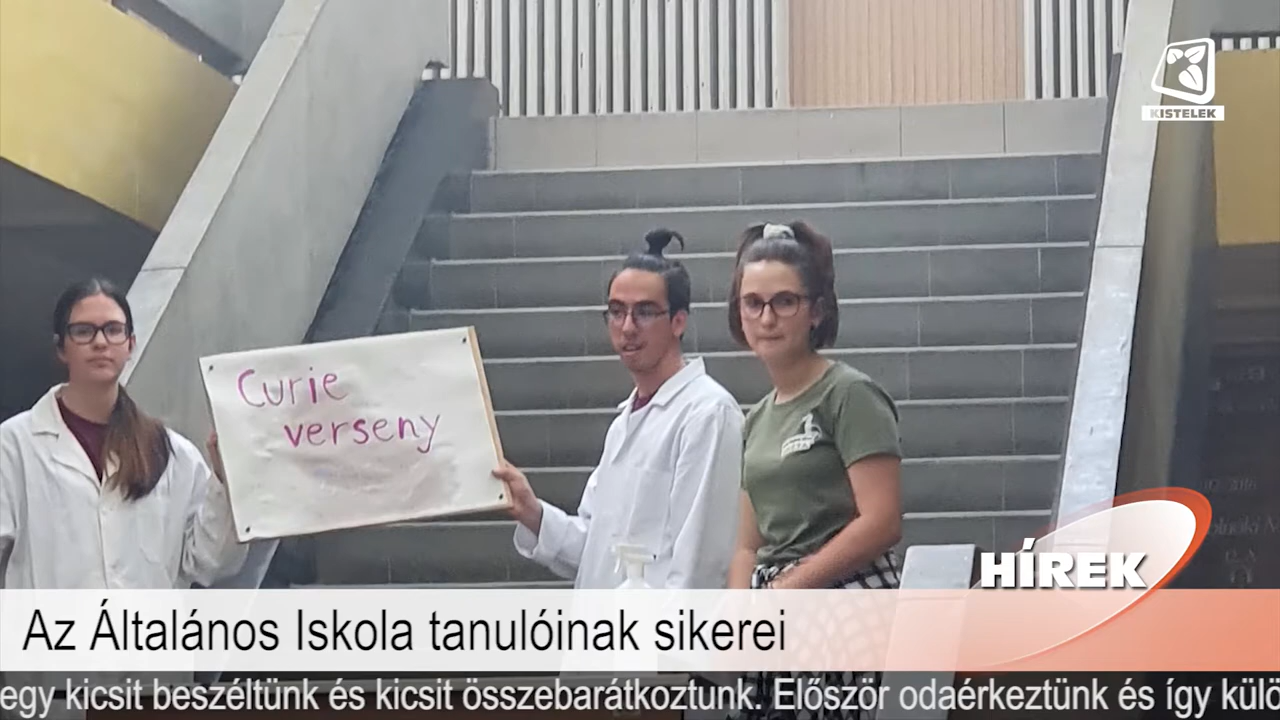 KISTELEK
Curie
verseny
HÍREK
Az Általános Iskola tanulóinak sikerei
egy kicsit beszéltünk és kicsit összebarátkoztunk. Először odaérkeztünk és így külö